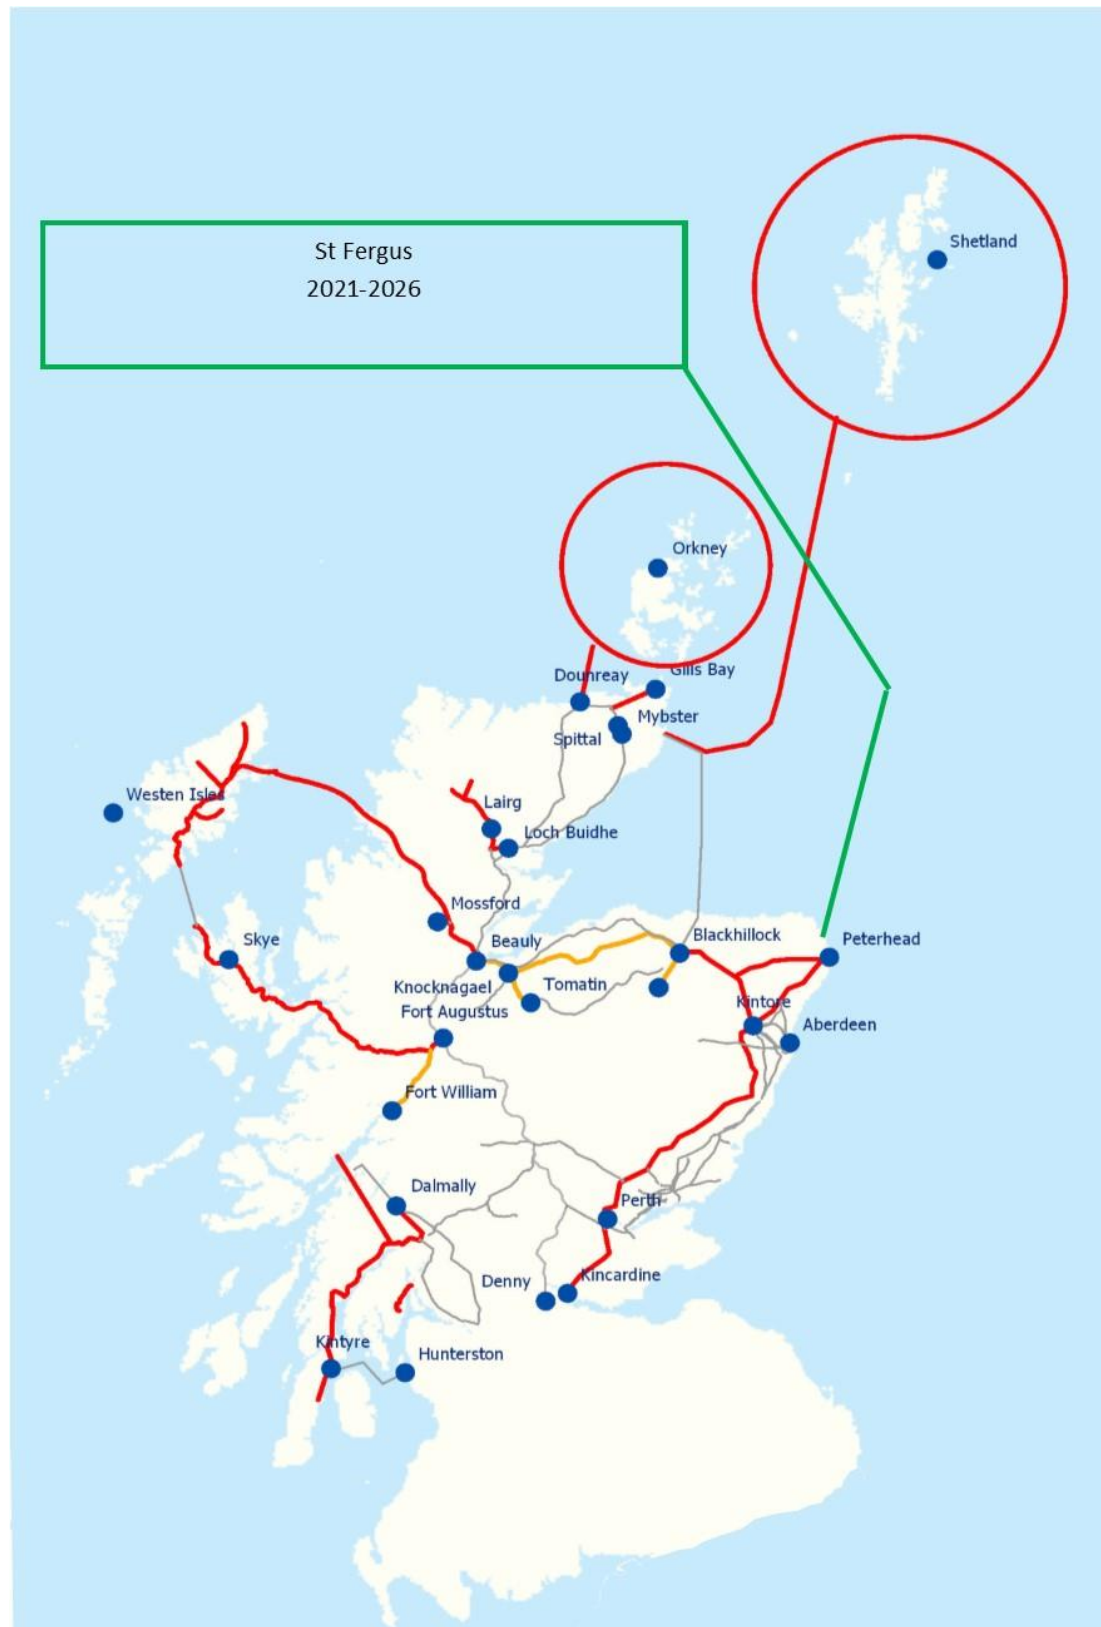 St Fergus
2021-2026
Shetland
Orkney
Gills Bay
Dounreay
Mybster
Spittal
Westen Isles
Lairg
Loch Buidhe
Mossford
Skye
Beauly
Blackhillock
Peterhead
Knocknagael
Tomatin
Fort Augustus
Kintore
Aberdeen
Fort William
Dalmally
Perth
Denny
Kincardine
Kintyre
Hunterston